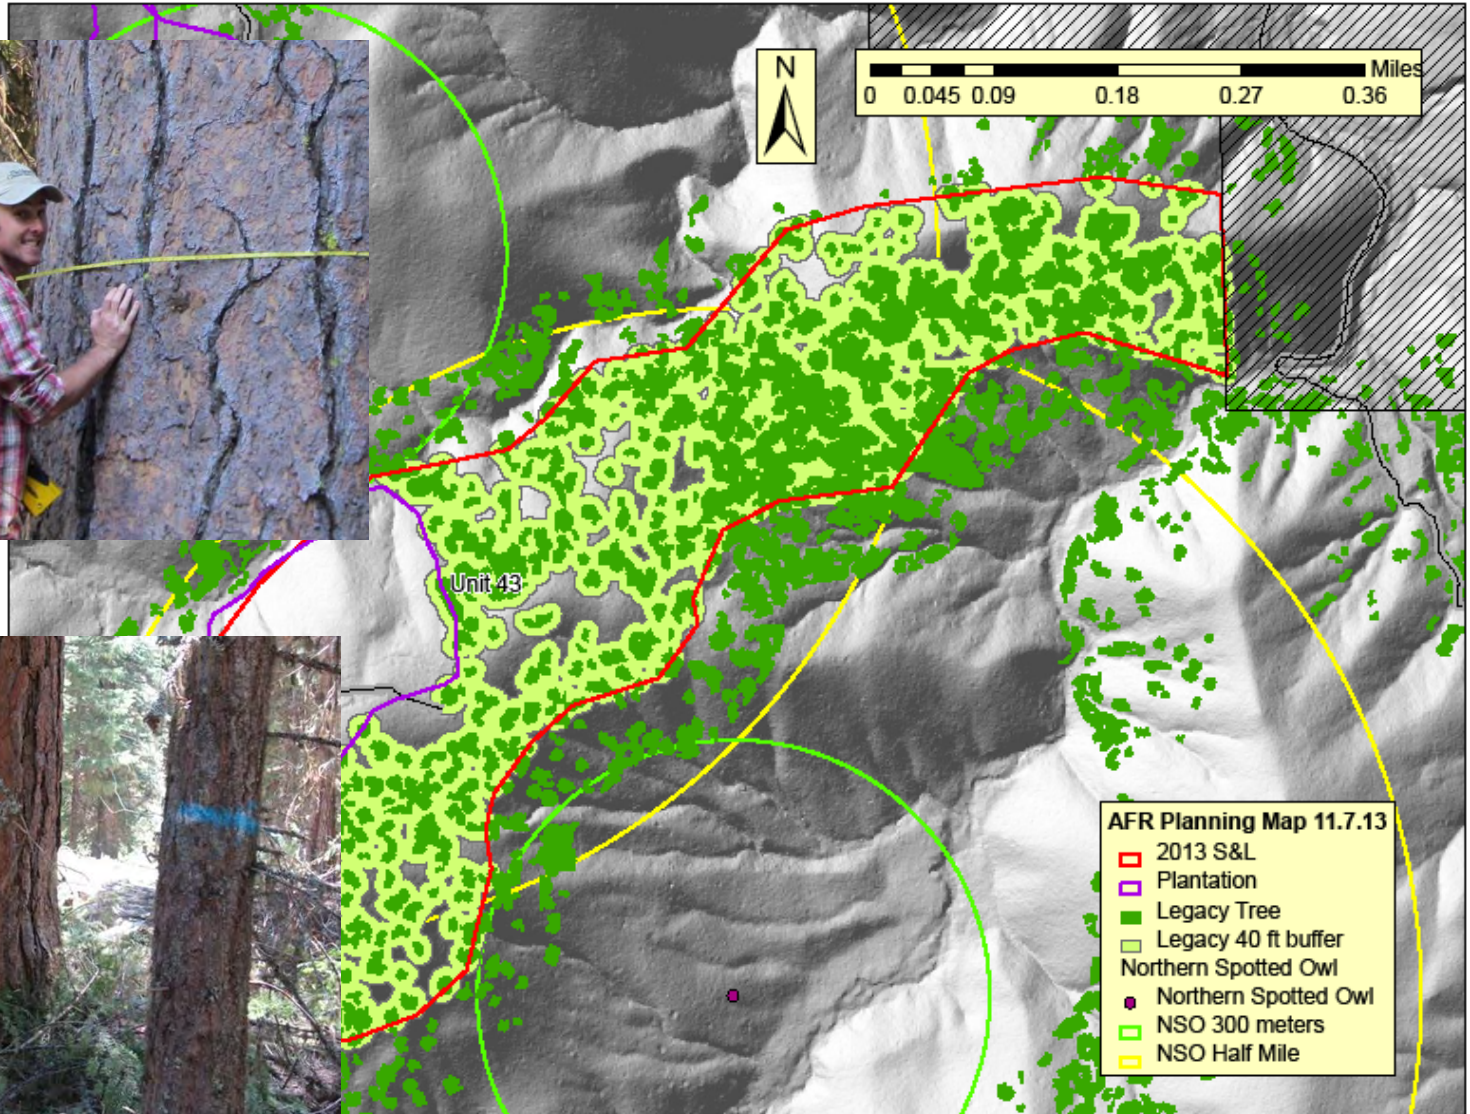 N
Miles
0 0.045 0.09 0.18 0.27 0.36
Unit 43
AFR Planning Map 11.7.13
2013 S&L
Plantation
Legacy Tree
Legacy 40 ft buffer
Northern Spotted Owl
Northern Spotted Owl
NSO 300 meters
NSO Half Mile